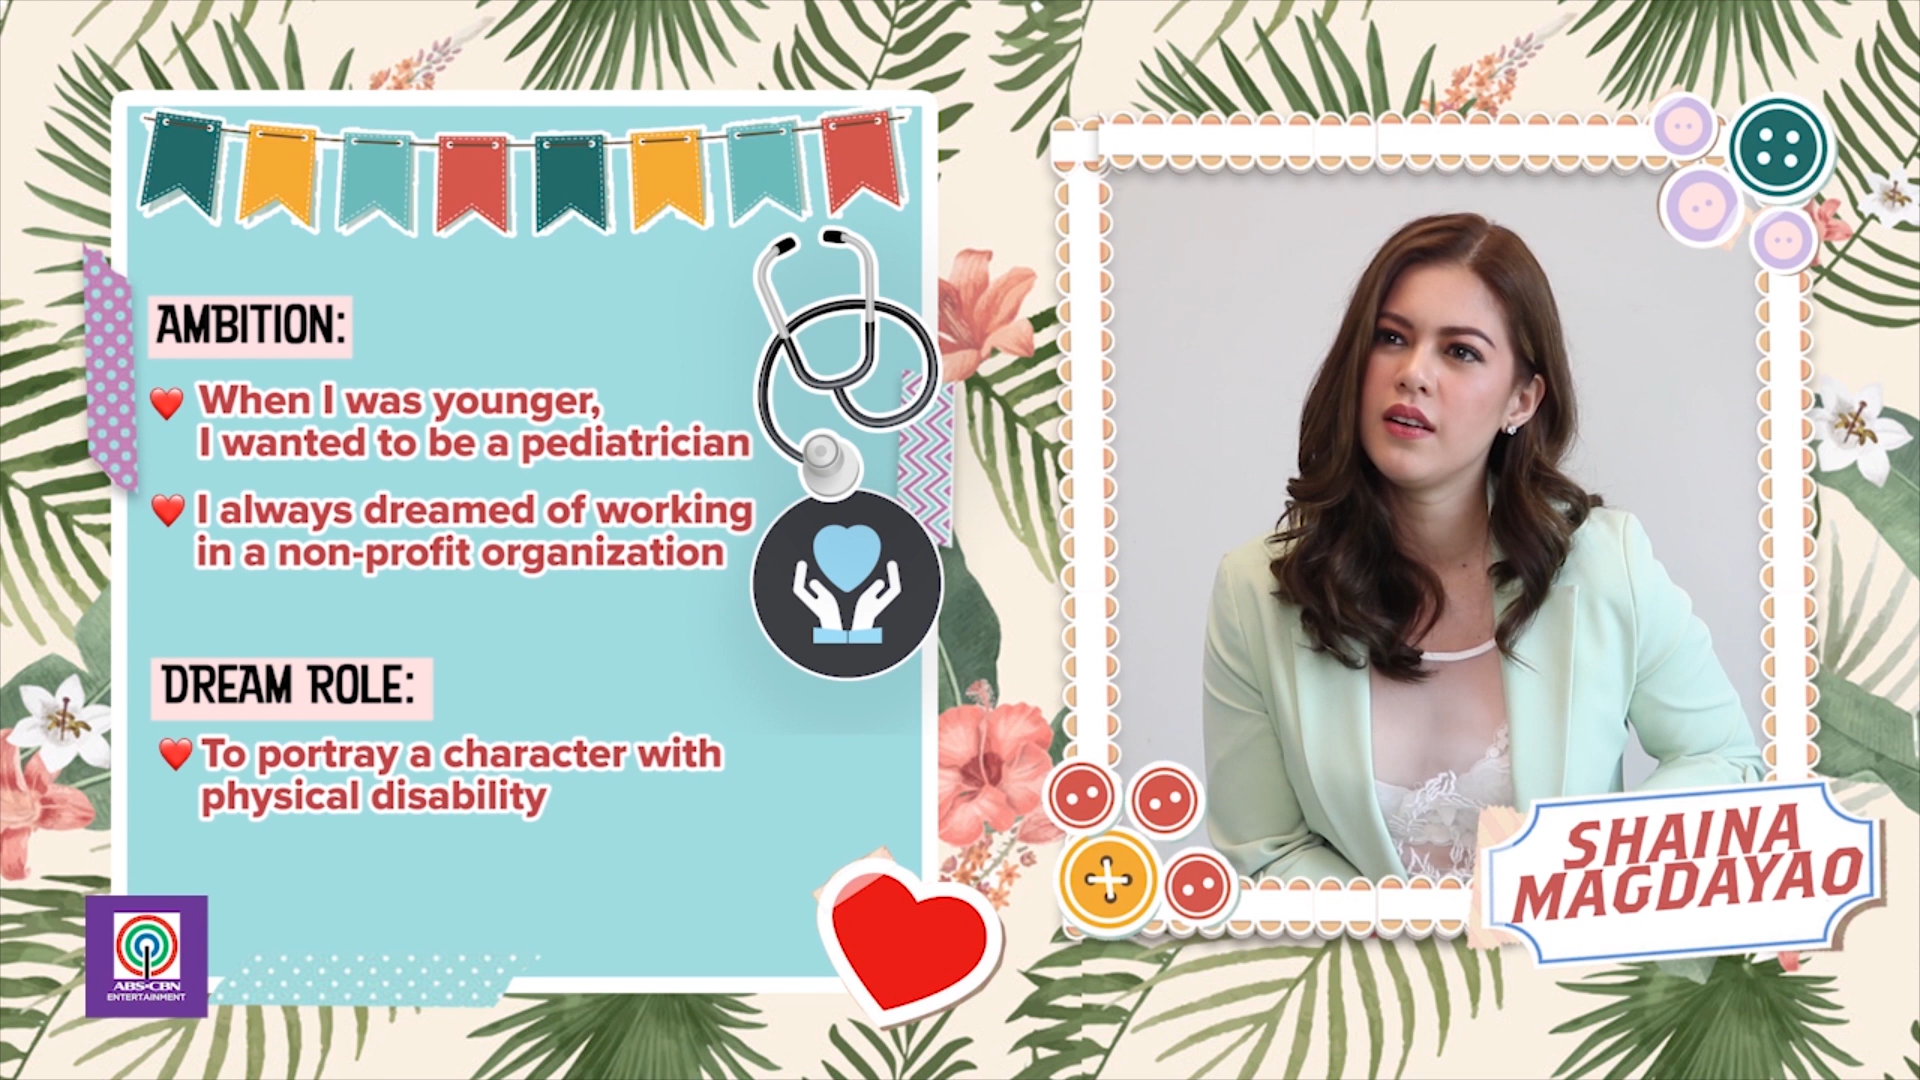 AMBITION:
When I was younger,
I wanted to be a pediatrician
I always dreamed of working
in a non-profit organization
DREAM ROLE:
To portray a character with
physical disability
ABS-CBN
ENTERTAINMENT
SHAINA
MAGDAYAO